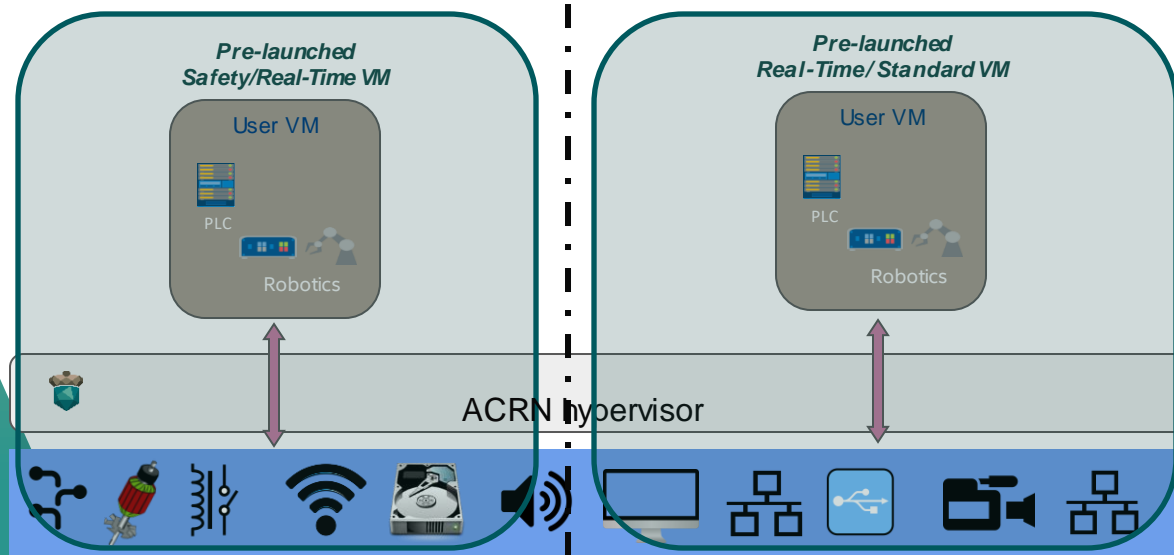 Pre-launched
Safety/Real-Time VM
User VM
PLC
Robotics
Pre-launched
Real-Time/ Standard VM
User VM
PLC
Robotics
ACRN hypervisor